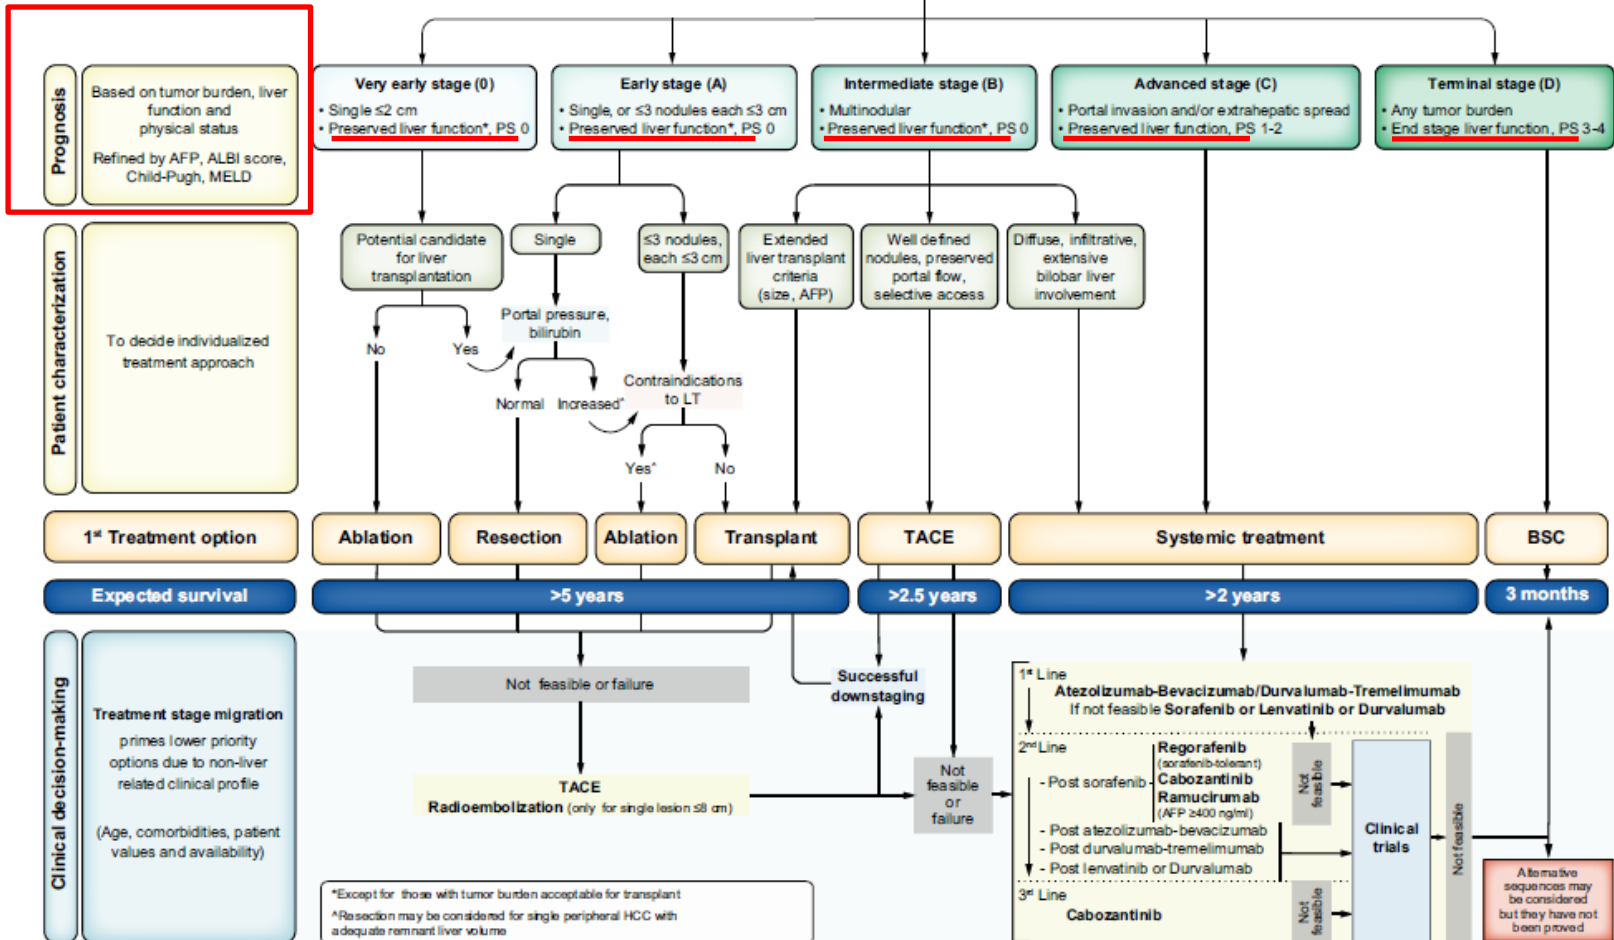 Prognosis
Based on tumor burden, liver
function and
physical status
Refined by AFP, ALBI score,
Child-Pugh, MELD
Very early stage (0)
• Single ≤2 cm
• Preserved liver function*, PS 0
Early stage (A)
• Single, or ≤3 nodules each ≤3 cm
• Preserved liver function*, PS 0
Intermediate stage (B)
• Multinodular
• Preserved liver function*, PS 0
Advanced stage (C)
• Portal invasion and/or extrahepatic spread
• Preserved liver function, PS 1-2
Terminal stage (D)
• Any tumor burden
• End stage liver function, PS 3-4
Patient characterization
To decide individualized
treatment approach
Potential candidate
for liver
transplantation
Single
≤3 nodules,
each ≤3 cm
Extended
liver transplant
criteria
(size, AFP)
Well defined
nodules, preserved
portal flow,
selective access
Diffuse, infiltrative,
extensive
bilobar liver
involvement
No
Yes
Portal pressure,
bilirubin
Normal
Increased^
Contraindications
to LT
Yes^
No
1st Treatment option
Ablation
Resection
Ablation
Transplant
TACE
Systemic treatment
BSC
Expected survival
>5 years
>2.5 years
>2 years
3 months
Clinical decision-making
Treatment stage migration
primes lower priority
options due to non-liver
related clinical profile
(Age, comorbidities, patient
values and availability)
Not feasible or failure
TACE
Radioembolization (only for single lesion ≤8 cm)
Successful
downstaging
Not
feasible
or
failure
1st Line
Atezolizumab-Bevacizumab/Durvalumab-Tremelimumab
If not feasible Sorafenib or Lenvatinib or Durvalumab
2nd Line
- Post sorafenib
Regorafenib
(sorafenib-tolerant)
Cabozantinib
Ramucirumab
(AFP ≥400 ng/ml)
- Post atezolizumab-bevacizumab
- Post durvalumab-tremelimumab
- Post lenvatinib or Durvalumab
3rd Line
Cabozantinib
Not
feasible
Not
feasible
Clinical
trials
Not feasible
Alternative
sequences may
be considered
but they have not
been proved
*Except for those with tumor burden acceptable for transplant
^Resection may be considered for single peripheral HCC with
adequate remnant liver volume